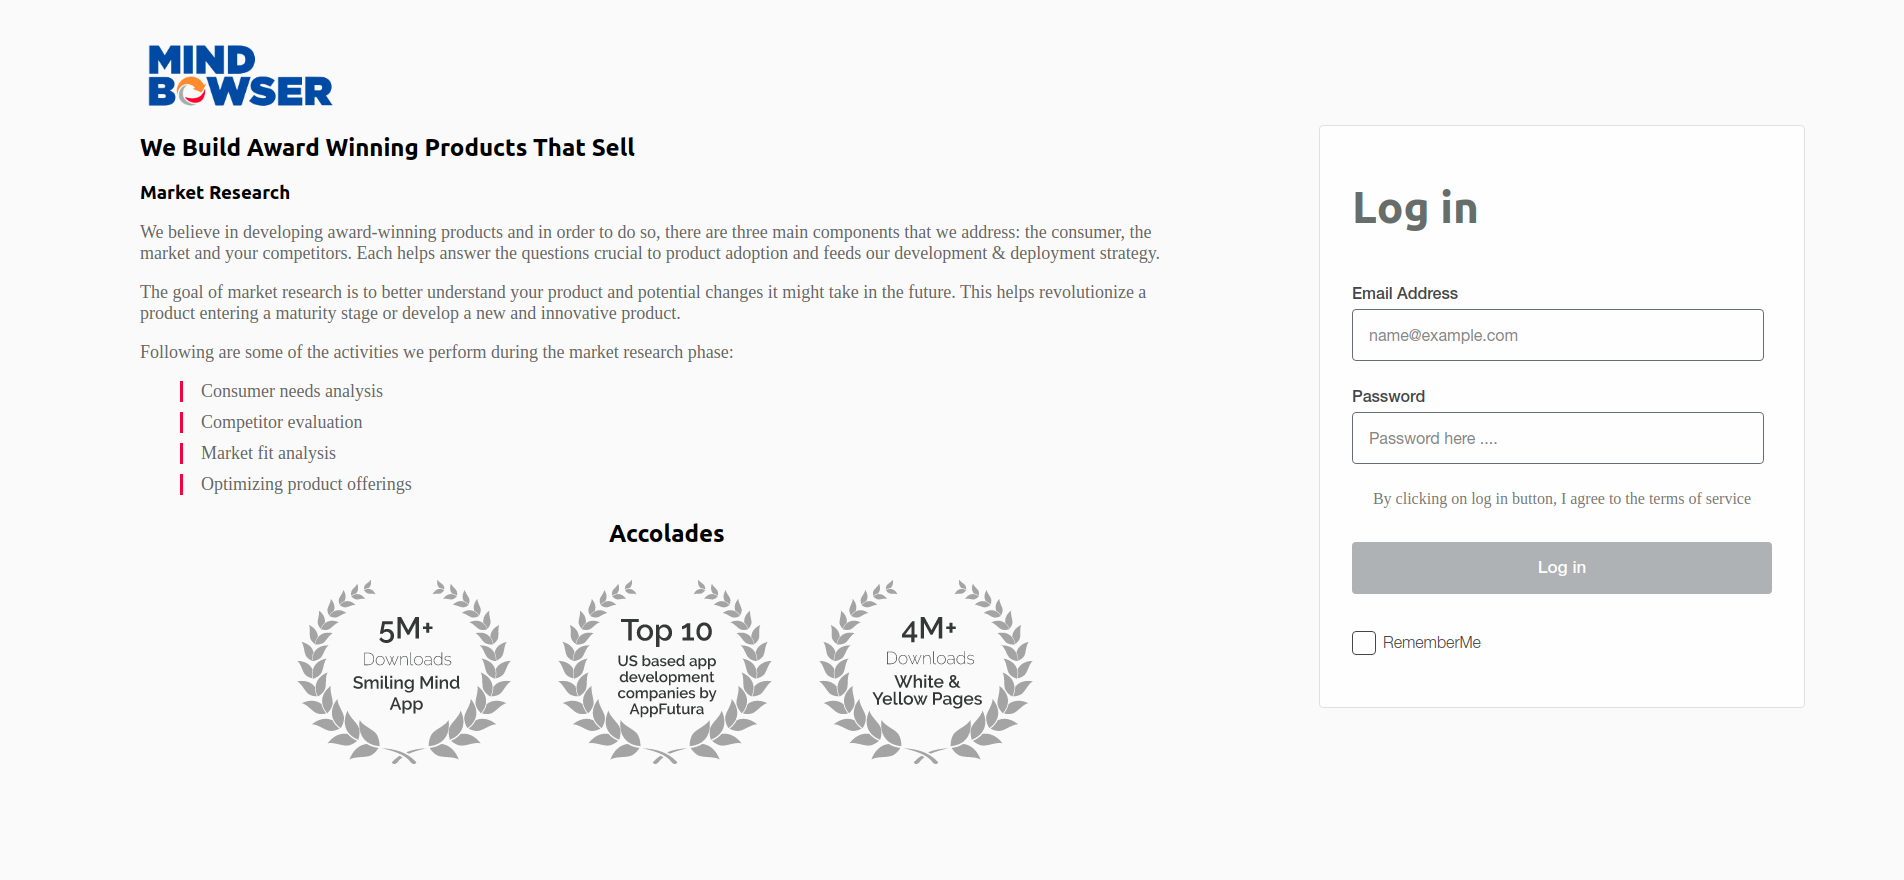 MIND
BOWSER
We Build Award Winning Products That Sell
Market Research
We believe in developing award-winning products and in order to do so, there are three main components that we address: the consumer, the
market and your competitors. Each helps answer the questions crucial to product adoption and feeds our development & deployment strategy.
The goal of market research is to better understand your product and potential changes it might take in the future. This helps revolutionize a
product entering a maturity stage or develop a new and innovative product.
Following are some of the activities we perform during the market research phase:
Consumer needs analysis
Competitor evaluation
Market fit analysis
Optimizing product offerings
Accolades
5M+
Downloads
Smiling Mind
App
Top 10
US based app
development
companies by
AppFutura
4M+
Downloads
White &
Yellow Pages
Log in
Email Address
name@example.com
Password
Password here ....
By clicking on log in button, I agree to the terms of service
Log in
RememberMe